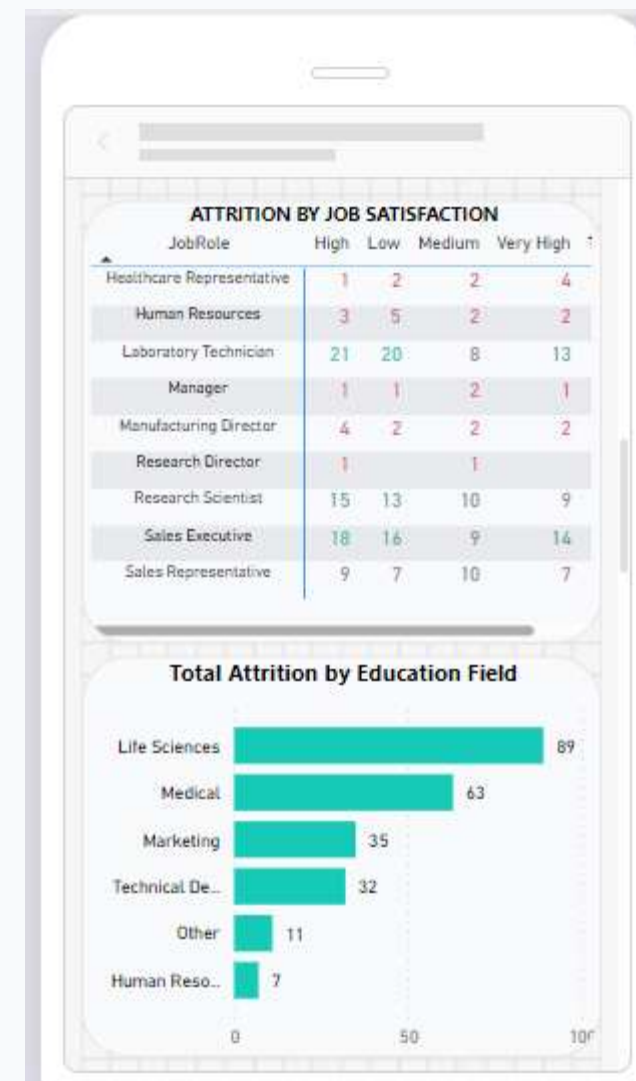 ATTRITION BY JOB SATISFACTION
JobRole High Low Medium Very High
Healthcare Representative 1 2 2 4
Human Resources 3 5 2 2
Laboratory Technician 21 20 8 13
Manager 1 1 2 1
Manufacturing Director 4 2 2 2
Research Director 1 1
Research Scientist 15 13 10 9
Sales Executive 18 16 9 14
Sales Representative 9 7 10 7
Total Attrition by Education Field
Life Sciences 89
Medical 63
Marketing 35
Technical De... 32
Other 11
Human Reso... 7
0 50 100